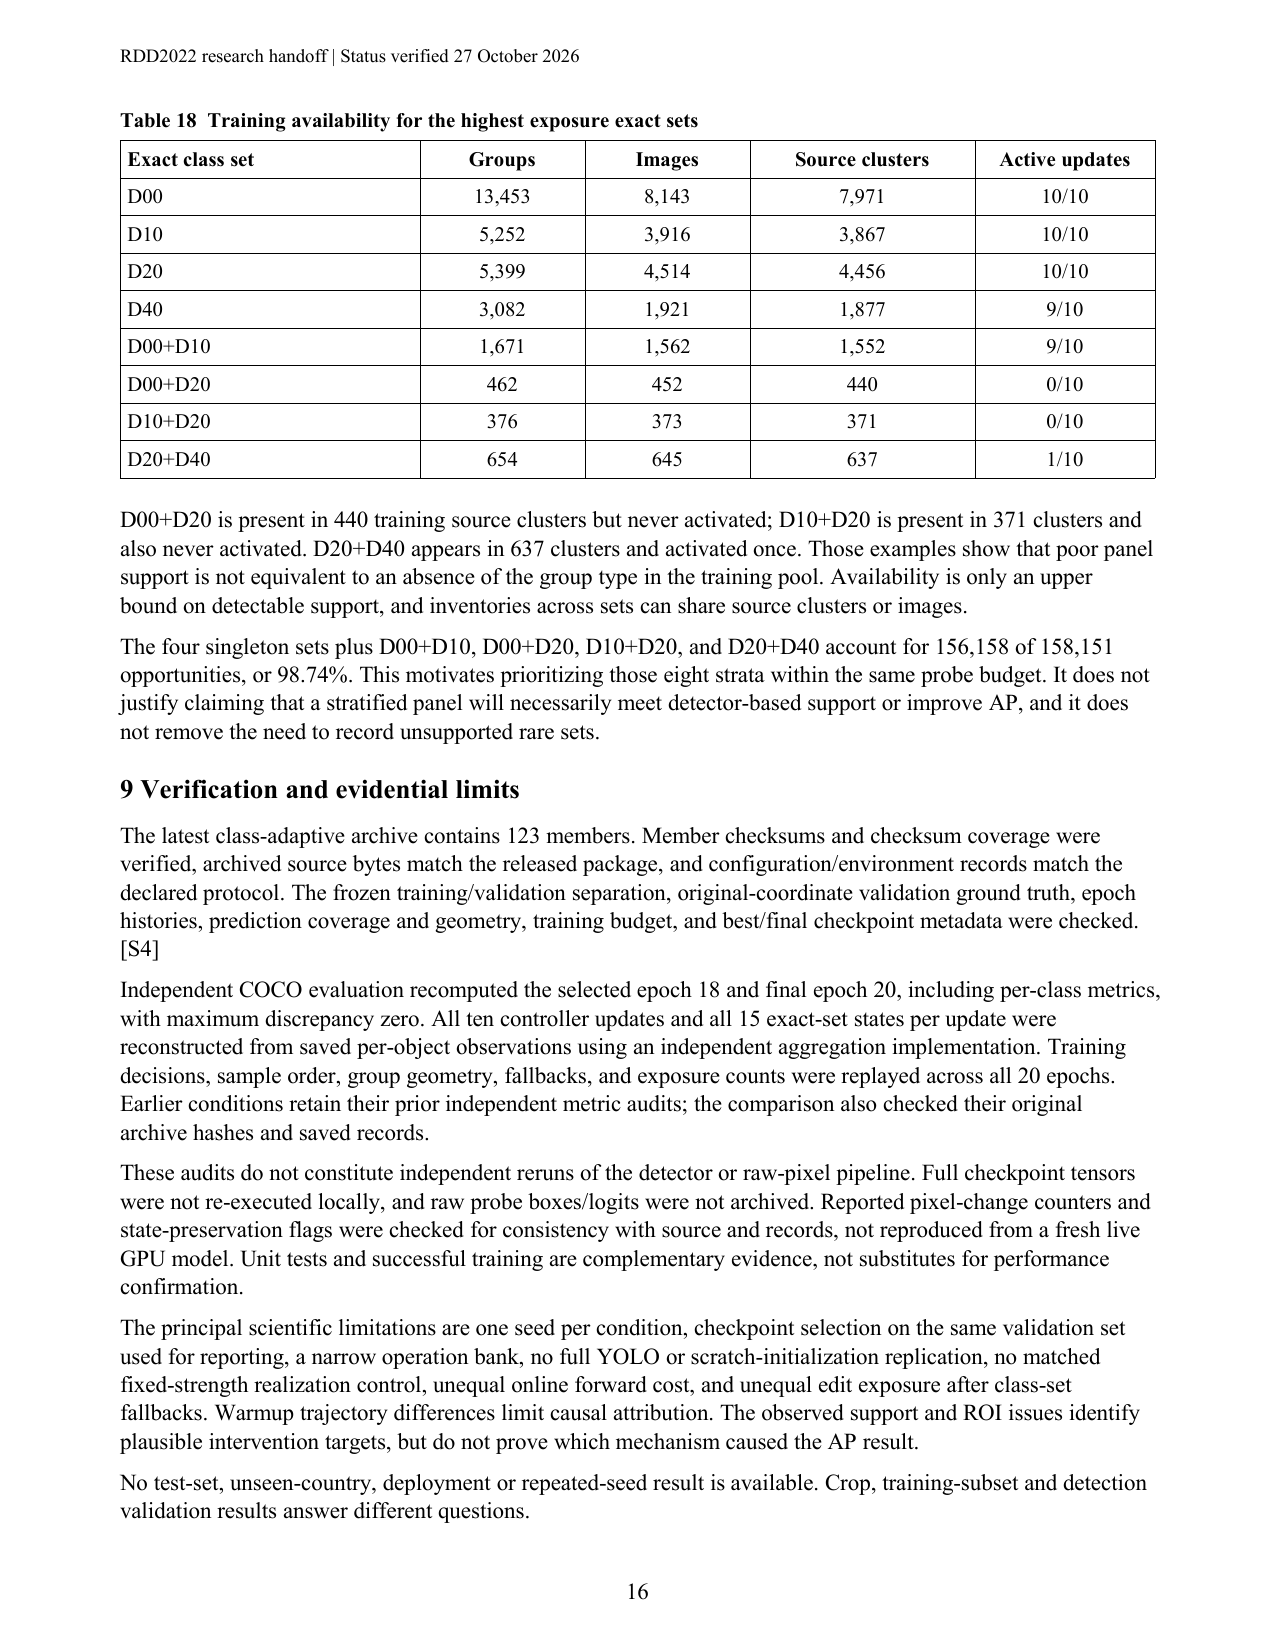 RDD2022 research handoff | Status verified 27 October 2026
Table 18 Training availability for the highest exposure exact sets
Exact class set Groups Images Source clusters Active updates
D00 13,453 8,143 7,971 10/10
D10 5,252 3,916 3,867 10/10
D20 5,399 4,514 4,456 10/10
D40 3,082 1,921 1,877 9/10
D00+D10 1,671 1,562 1,552 9/10
D00+D20 462 452 440 0/10
D10+D20 376 373 371 0/10
D20+D40 654 645 637 1/10
D00+D20 is present in 440 training source clusters but never activated; D10+D20 is present in 371 clusters and
also never activated. D20+D40 appears in 637 clusters and activated once. Those examples show that poor panel
support is not equivalent to an absence of the group type in the training pool. Availability is only an upper
bound on detectable support, and inventories across sets can share source clusters or images.
The four singleton sets plus D00+D10, D00+D20, D10+D20, and D20+D40 account for 156,158 of 158,151
opportunities, or 98.74%. This motivates prioritizing those eight strata within the same probe budget. It does not
justify claiming that a stratified panel will necessarily meet detector-based support or improve AP, and it does
not remove the need to record unsupported rare sets.
9 Verification and evidential limits
The latest class-adaptive archive contains 123 members. Member checksums and checksum coverage were
verified, archived source bytes match the released package, and configuration/environment records match the
declared protocol. The frozen training/validation separation, original-coordinate validation ground truth, epoch
histories, prediction coverage and geometry, training budget, and best/final checkpoint metadata were checked.
[S4]
Independent COCO evaluation recomputed the selected epoch 18 and final epoch 20, including per-class metrics,
with maximum discrepancy zero. All ten controller updates and all 15 exact-set states per update were
reconstructed from saved per-object observations using an independent aggregation implementation. Training
decisions, sample order, group geometry, fallbacks, and exposure counts were replayed across all 20 epochs.
Earlier conditions retain their prior independent metric audits; the comparison also checked their original
archive hashes and saved records.
These audits do not constitute independent reruns of the detector or raw-pixel pipeline. Full checkpoint tensors
were not re-executed locally, and raw probe boxes/logits were not archived. Reported pixel-change counters and
state-preservation flags were checked for consistency with source and records, not reproduced from a fresh live
GPU model. Unit tests and successful training are complementary evidence, not substitutes for performance
confirmation.
The principal scientific limitations are one seed per condition, checkpoint selection on the same validation set
used for reporting, a narrow operation bank, no full YOLO or scratch-initialization replication, no matched
fixed-strength realization control, unequal online forward cost, and unequal edit exposure after class-set
fallbacks. Warmup trajectory differences limit causal attribution. The observed support and ROI issues identify
plausible intervention targets, but do not prove which mechanism caused the AP result.
No test-set, unseen-country, deployment or repeated-seed result is available. Crop, training-subset and detection
validation results answer different questions.
16